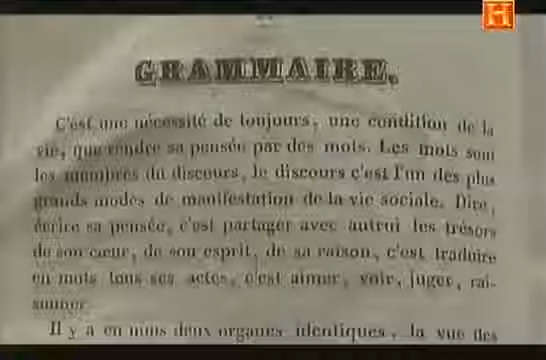 H
GRAMMAIRE.
C'est une nécessité de toujours, une condition de la
vie, que rendre sa pensée par des mots. Les mots sont
les membres du discours, le discours c'est l'un des plus
grands modes de manifestation de la vie sociale. Dire,
écrire sa pensée, c'est partager avec autrui les trésors
de son cœur, de son esprit, de sa raison, c'est traduire
en mots tous ses actes, c'est aimer, voir, juger, rai-
sonner.
Il y a en nous deux organes identiques, la vue des